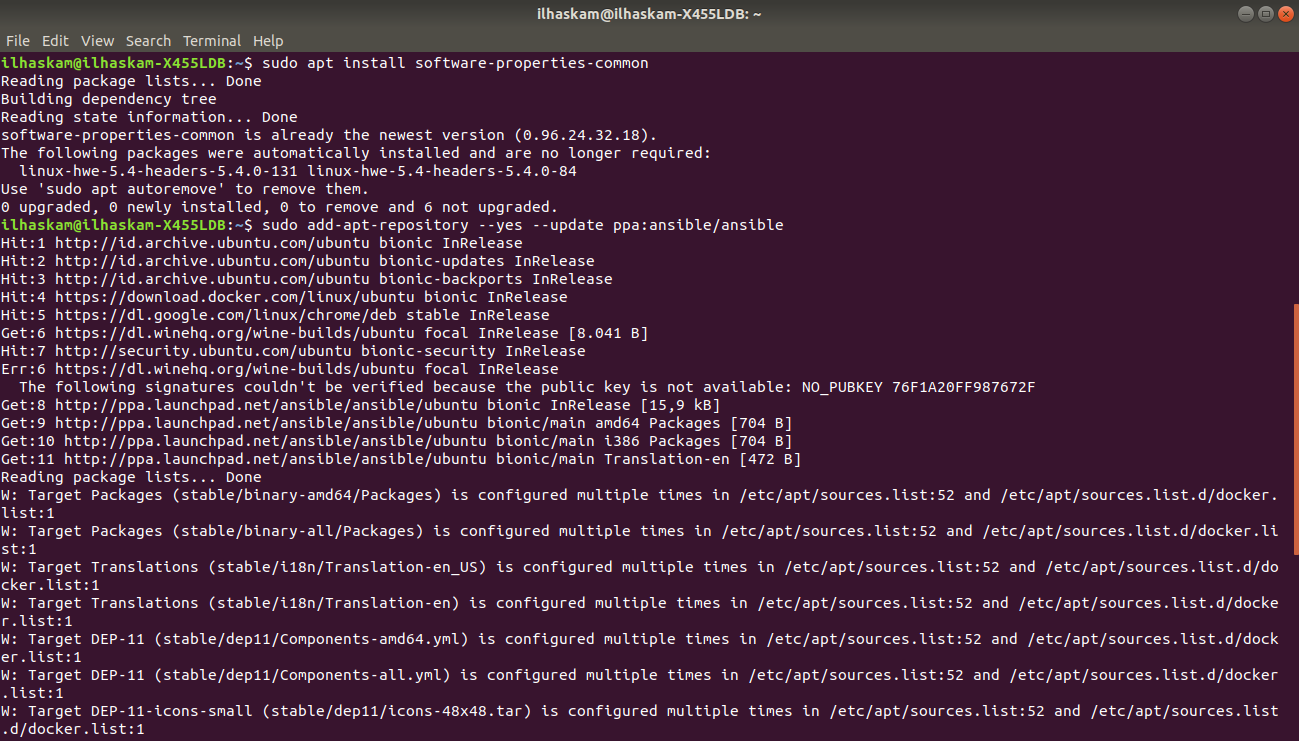 ilhaskam@ilhaskam-X455LDB: ~
File Edit View Search Terminal Help
ilhaskam@ilhaskam-X455LDB:~$ sudo apt install software-properties-common
Reading package lists... Done
Building dependency tree
Reading state information... Done
software-properties-common is already the newest version (0.96.24.32.18).
The following packages were automatically installed and are no longer required:
  linux-hwe-5.4-headers-5.4.0-131 linux-hwe-5.4-headers-5.4.0-84
Use 'sudo apt autoremove' to remove them.
0 upgraded, 0 newly installed, 0 to remove and 6 not upgraded.
ilhaskam@ilhaskam-X455LDB:~$ sudo add-apt-repository --yes --update ppa:ansible/ansible
Hit:1 http://id.archive.ubuntu.com/ubuntu bionic InRelease
Hit:2 http://id.archive.ubuntu.com/ubuntu bionic-updates InRelease
Hit:3 http://id.archive.ubuntu.com/ubuntu bionic-backports InRelease
Hit:4 https://download.docker.com/linux/ubuntu bionic InRelease
Hit:5 https://dl.google.com/linux/chrome/deb stable InRelease
Get:6 https://dl.winehq.org/wine-builds/ubuntu focal InRelease [8.041 B]
Hit:7 http://security.ubuntu.com/ubuntu bionic-security InRelease
Err:6 https://dl.winehq.org/wine-builds/ubuntu focal InRelease
  The following signatures couldn't be verified because the public key is not available: NO_PUBKEY 76F1A20FF987672F
Get:8 http://ppa.launchpad.net/ansible/ansible/ubuntu bionic InRelease [15,9 kB]
Get:9 http://ppa.launchpad.net/ansible/ansible/ubuntu bionic/main amd64 Packages [704 B]
Get:10 http://ppa.launchpad.net/ansible/ansible/ubuntu bionic/main i386 Packages [704 B]
Get:11 http://ppa.launchpad.net/ansible/ansible/ubuntu bionic/main Translation-en [472 B]
Reading package lists... Done
W: Target Packages (stable/binary-amd64/Packages) is configured multiple times in /etc/apt/sources.list:52 and /etc/apt/sources.list.d/docker.
list:1
W: Target Packages (stable/binary-all/Packages) is configured multiple times in /etc/apt/sources.list:52 and /etc/apt/sources.list.d/docker.li
st:1
W: Target Translations (stable/i18n/Translation-en_US) is configured multiple times in /etc/apt/sources.list:52 and /etc/apt/sources.list.d/do
cker.list:1
W: Target Translations (stable/i18n/Translation-en) is configured multiple times in /etc/apt/sources.list:52 and /etc/apt/sources.list.d/docke
r.list:1
W: Target DEP-11 (stable/dep11/Components-amd64.yml) is configured multiple times in /etc/apt/sources.list:52 and /etc/apt/sources.list.d/dock
er.list:1
W: Target DEP-11 (stable/dep11/Components-all.yml) is configured multiple times in /etc/apt/sources.list:52 and /etc/apt/sources.list.d/docker
.list:1
W: Target DEP-11-icons-small (stable/dep11/icons-48x48.tar) is configured multiple times in /etc/apt/sources.list:52 and /etc/apt/sources.list
.d/docker.list:1